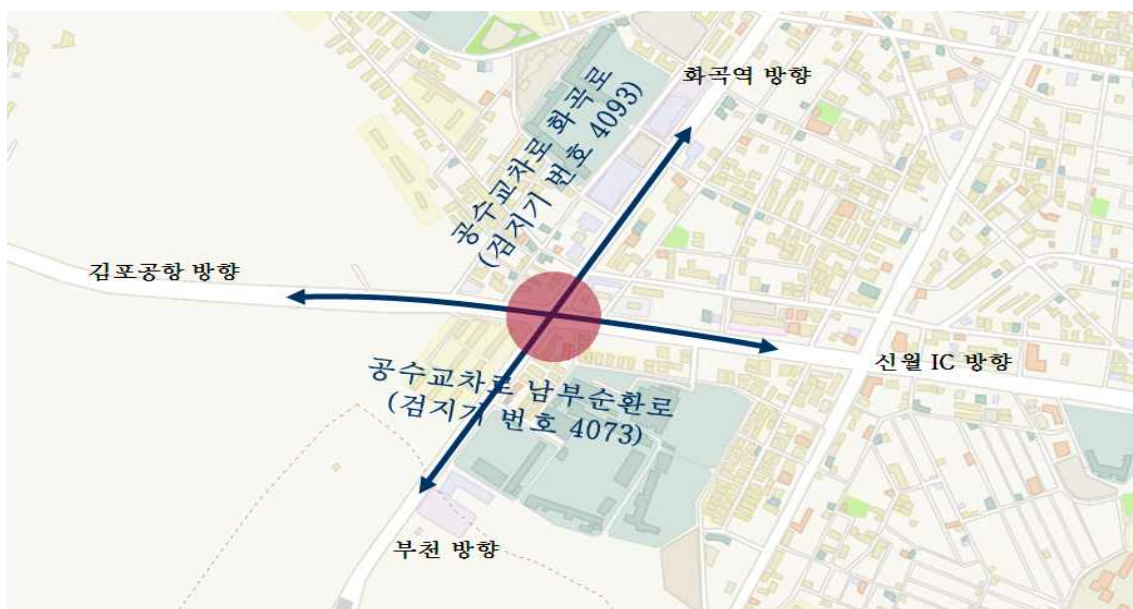 화곡역 방향
공수교차로 화곡로
(검지기 번호 4093)
김포공항 방향
신월 IC 방향
공수교차로 남부순환로
(검지기 번호 4073)
부천 방향